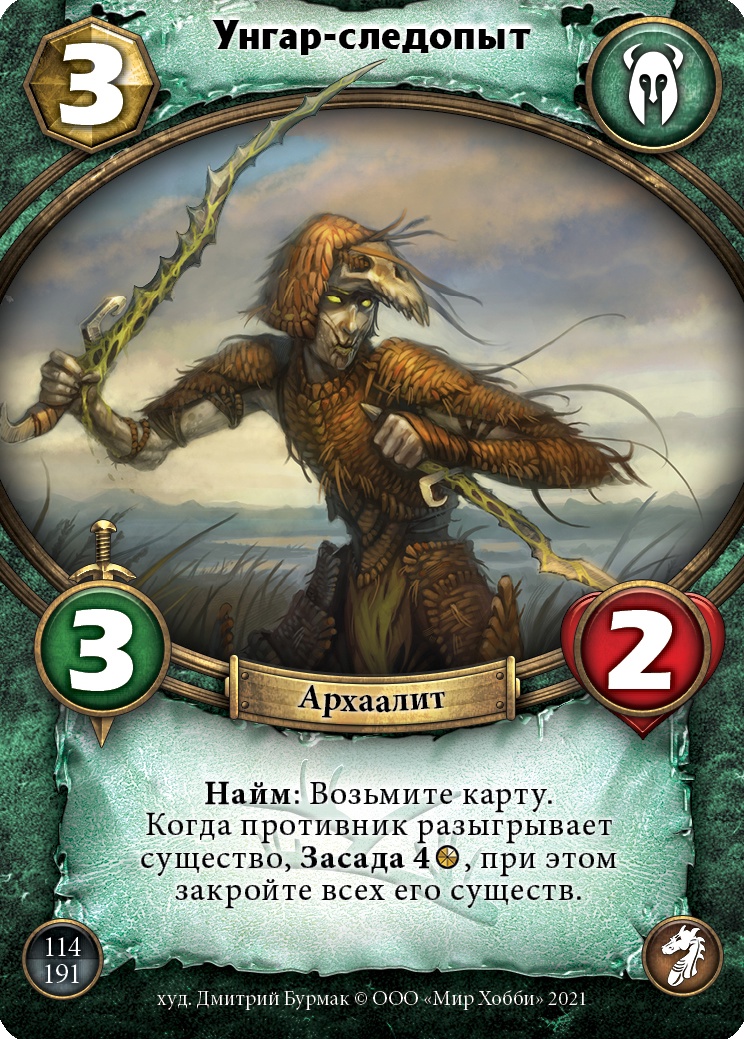 Унгар-следопыт
3
3
2
Архаалит
Найм: Возьмите карту.
Когда противник разыгрывает
существо, Засада 4 , при этом
закройте всех его существ.
114
191
худ. Дмитрий Бурмак © ООО «Мир Хобби» 2021